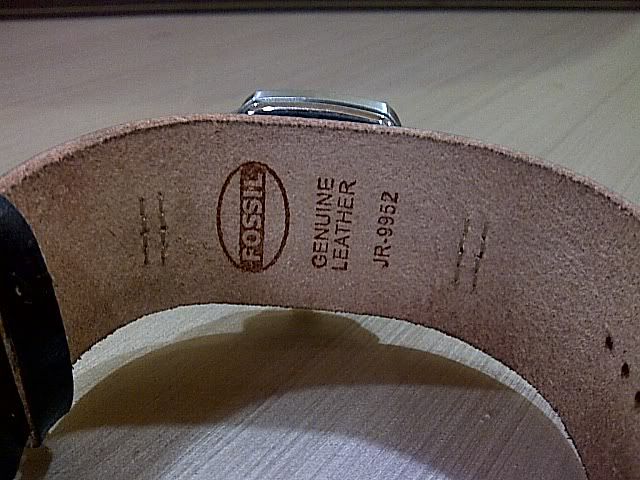 FOSSIL
GENUINE
LEATHER
JR-9952